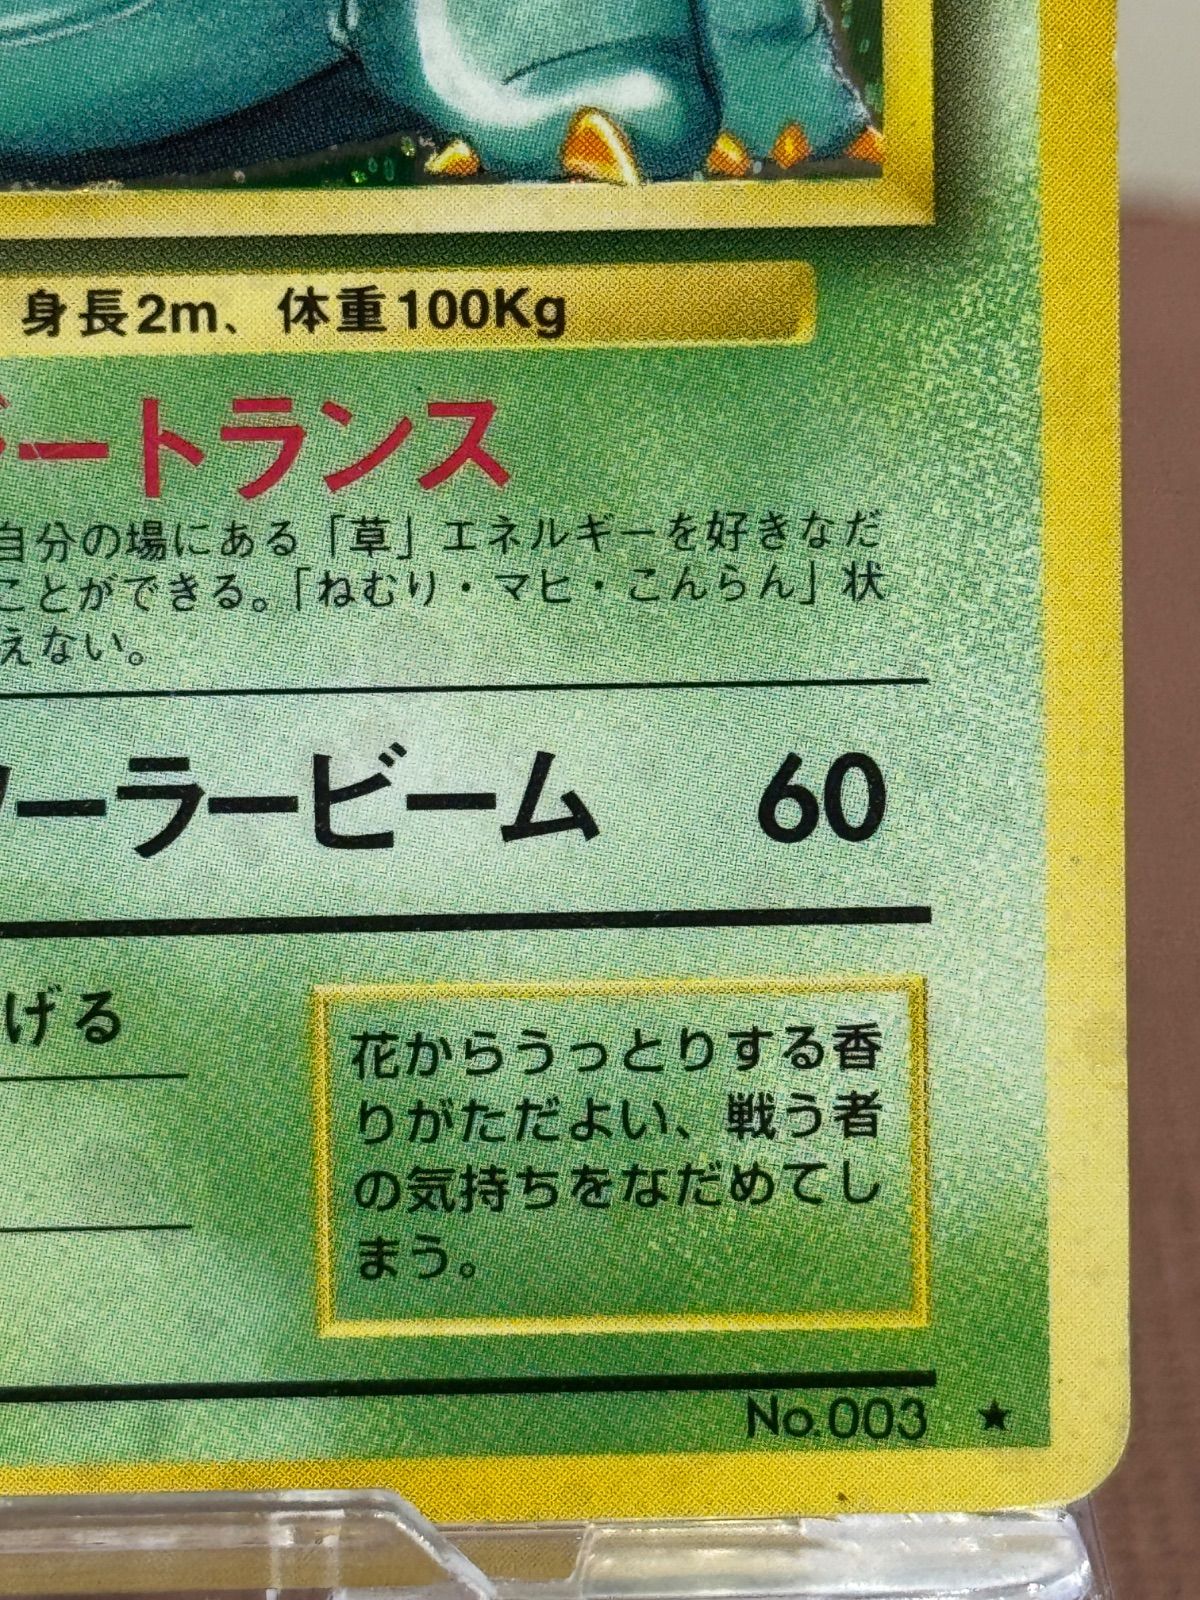 身長2m、体重100Kg
ートランス
自分の場にある「草」エネルギーを好きなだ
ことができる。「ねむり・マヒ・こんらん」状
えない。
ーラービーム 60
げる
花からうっとりする香
りがただよい、戦う者
の気持ちをなだめてし
まう。
No.003 ★